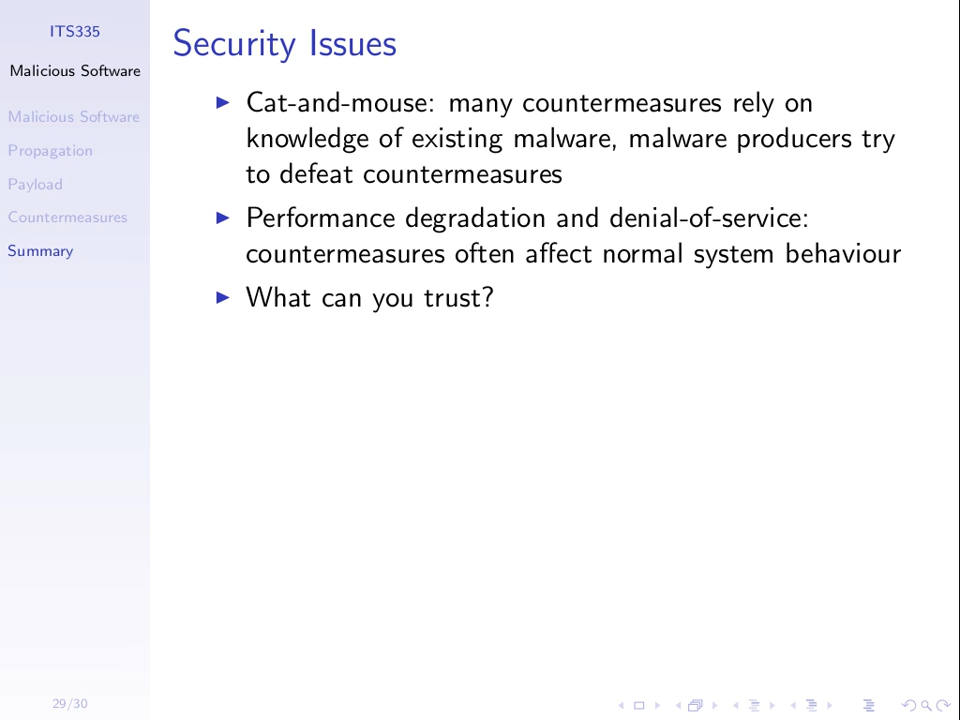 ITS335
Malicious Software
Malicious Software
Propagation
Payload
Countermeasures
Summary
29/30
Security Issues
Cat-and-mouse: many countermeasures rely on
knowledge of existing malware, malware producers try
to defeat countermeasures
Performance degradation and denial-of-service:
countermeasures often affect normal system behaviour
What can you trust?